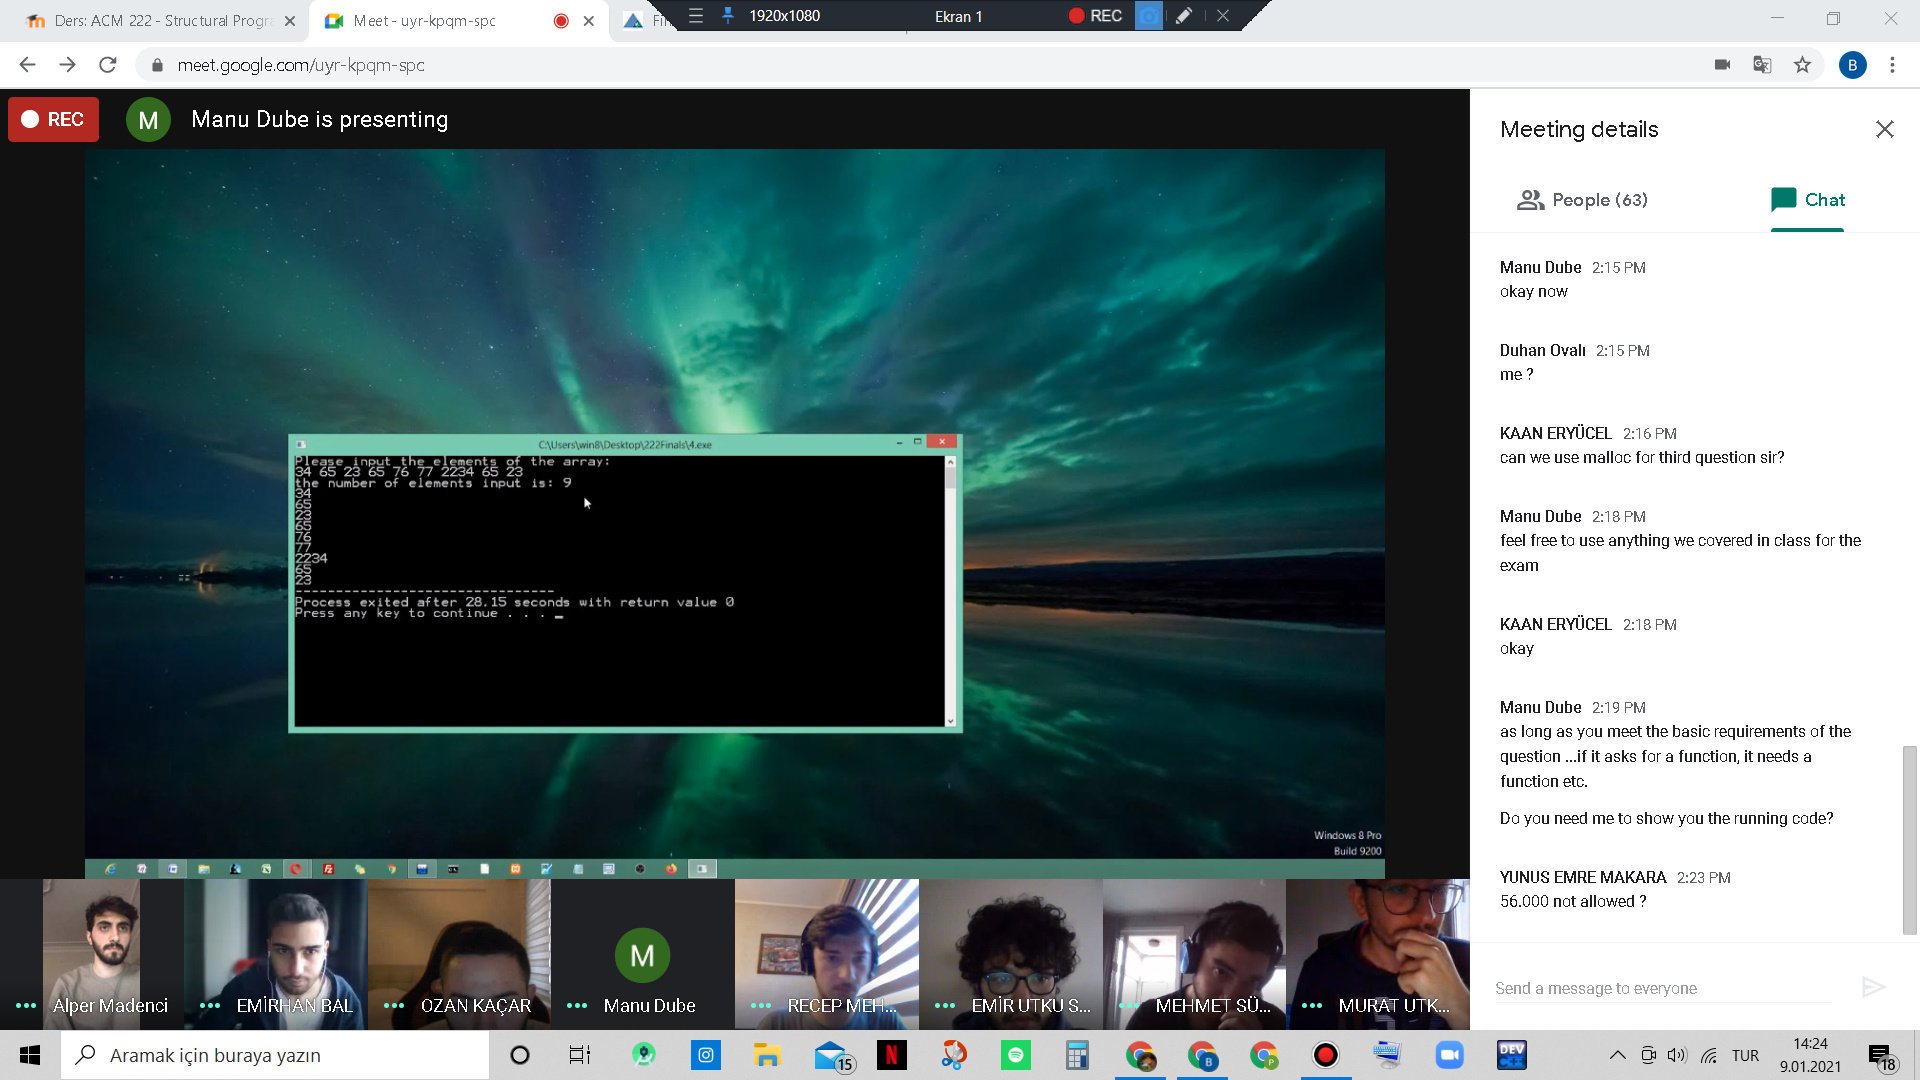 Ders: ACM 222 - Structural Progra
Meet - uyr-kpqm-spc
Fin
1920x1080
Ekran 1
REC
meet.google.com/uyr-kpqm-spc
B
REC
M
Manu Dube is presenting
C:\Users\win8\Desktop\222Finals\4.exe
Please input the elements of the array:
34 65 23 65 76 77 2234 65 23
the number of elements input is: 9
34
65
23
65
76
77
2234
65
23
--------------------------------
Process exited after 28.15 seconds with return value 0
Press any key to continue . . .
Windows 8 Pro
Build 9200
Meeting details
People (63)
Chat
Manu Dube 2:15 PM
okay now
Duhan Ovalı 2:15 PM
me ?
KAAN ERYÜCEL 2:16 PM
can we use malloc for third question sir?
Manu Dube 2:18 PM
feel free to use anything we covered in class for the
exam
KAAN ERYÜCEL 2:18 PM
okay
Manu Dube 2:19 PM
as long as you meet the basic requirements of the
question ...if it asks for a function, it needs a
function etc.
Do you need me to show you the running code?
YUNUS EMRE MAKARA 2:23 PM
56.000 not allowed ?
Send a message to everyone
Alper Madenci
EMİRHAN BAL
OZAN KAÇAR
M
Manu Dube
RECEP MEH...
EMİR UTKU S...
MEHMET SÜ...
MURAT UTK...
Aramak için buraya yazın
15
N
B
P
DEV
TUR
14:24
9.01.2021
18